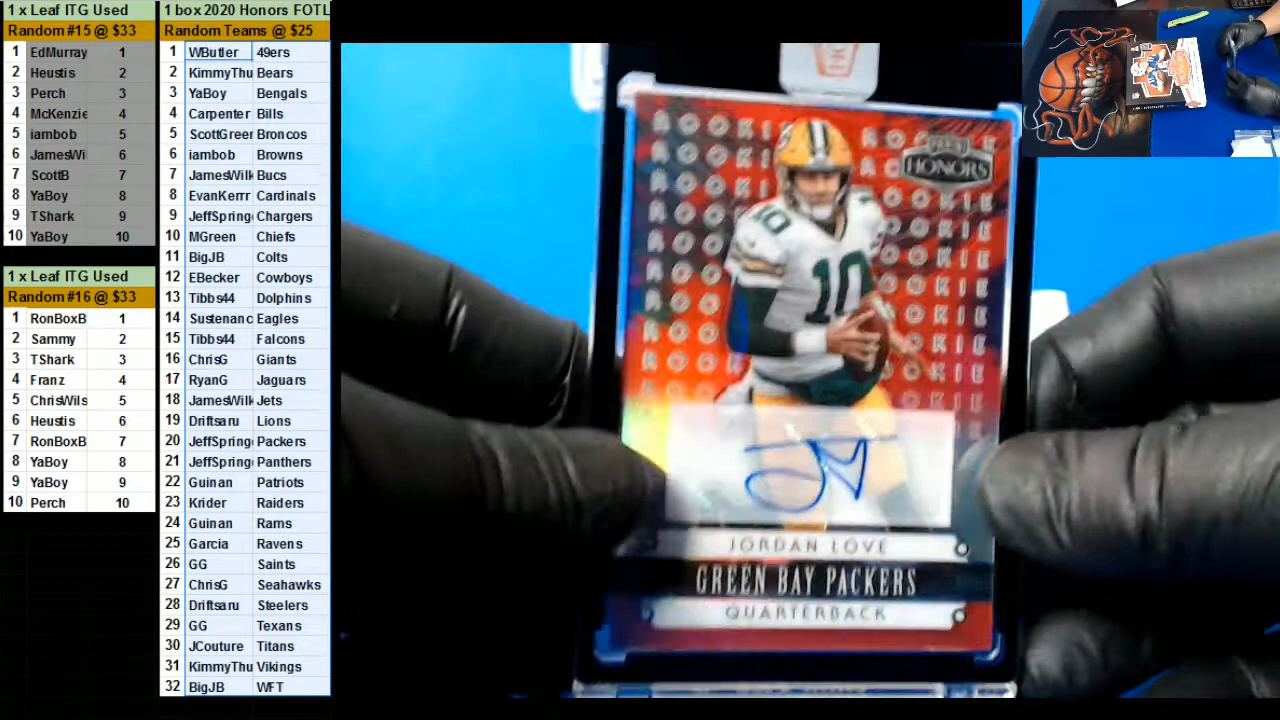 1 x Leaf ITG Used
Random #15 @ $33
1 EdMurray 1
2 Heustis 2
3 Perch 3
4 McKenzie 4
5 iambob 5
6 JamesWil 6
7 ScottB 7
8 YaBoy 8
9 TShark 9
10 YaBoy 10
1 x Leaf ITG Used
Random #16 @ $33
1 RonBoxB 1
2 Sammy 2
3 TShark 3
4 Franz 4
5 ChrisWils 5
6 Heustis 6
7 RonBoxB 7
8 YaBoy 8
9 YaBoy 9
10 Perch 10
1 box 2020 Honors FOTL
Random Teams @ $25
1 WButler 49ers
2 KimmyThu Bears
3 YaBoy Bengals
4 Carpenter Bills
5 ScottGreen Broncos
6 iambob Browns
7 JamesWilk Bucs
8 EvanKerrr Cardinals
9 JeffSpring Chargers
10 MGreen Chiefs
11 BigJB Colts
12 EBecker Cowboys
13 Tibbs44 Dolphins
14 Sustenanc Eagles
15 Tibbs44 Falcons
16 ChrisG Giants
17 RyanG Jaguars
18 JamesWilk Jets
19 Driftsaru Lions
20 JeffSpring Packers
21 JeffSpring Panthers
22 Guinan Patriots
23 Krider Raiders
24 Guinan Rams
25 Garcia Ravens
26 GG Saints
27 ChrisG Seahawks
28 Driftsaru Steelers
29 GG Texans
30 JCouture Titans
31 KimmyThu Vikings
32 BigJB WFT
ROOKIE
HONORS
10
10
JORDAN LOVE
GREEN BAY PACKERS
QUARTERBACK